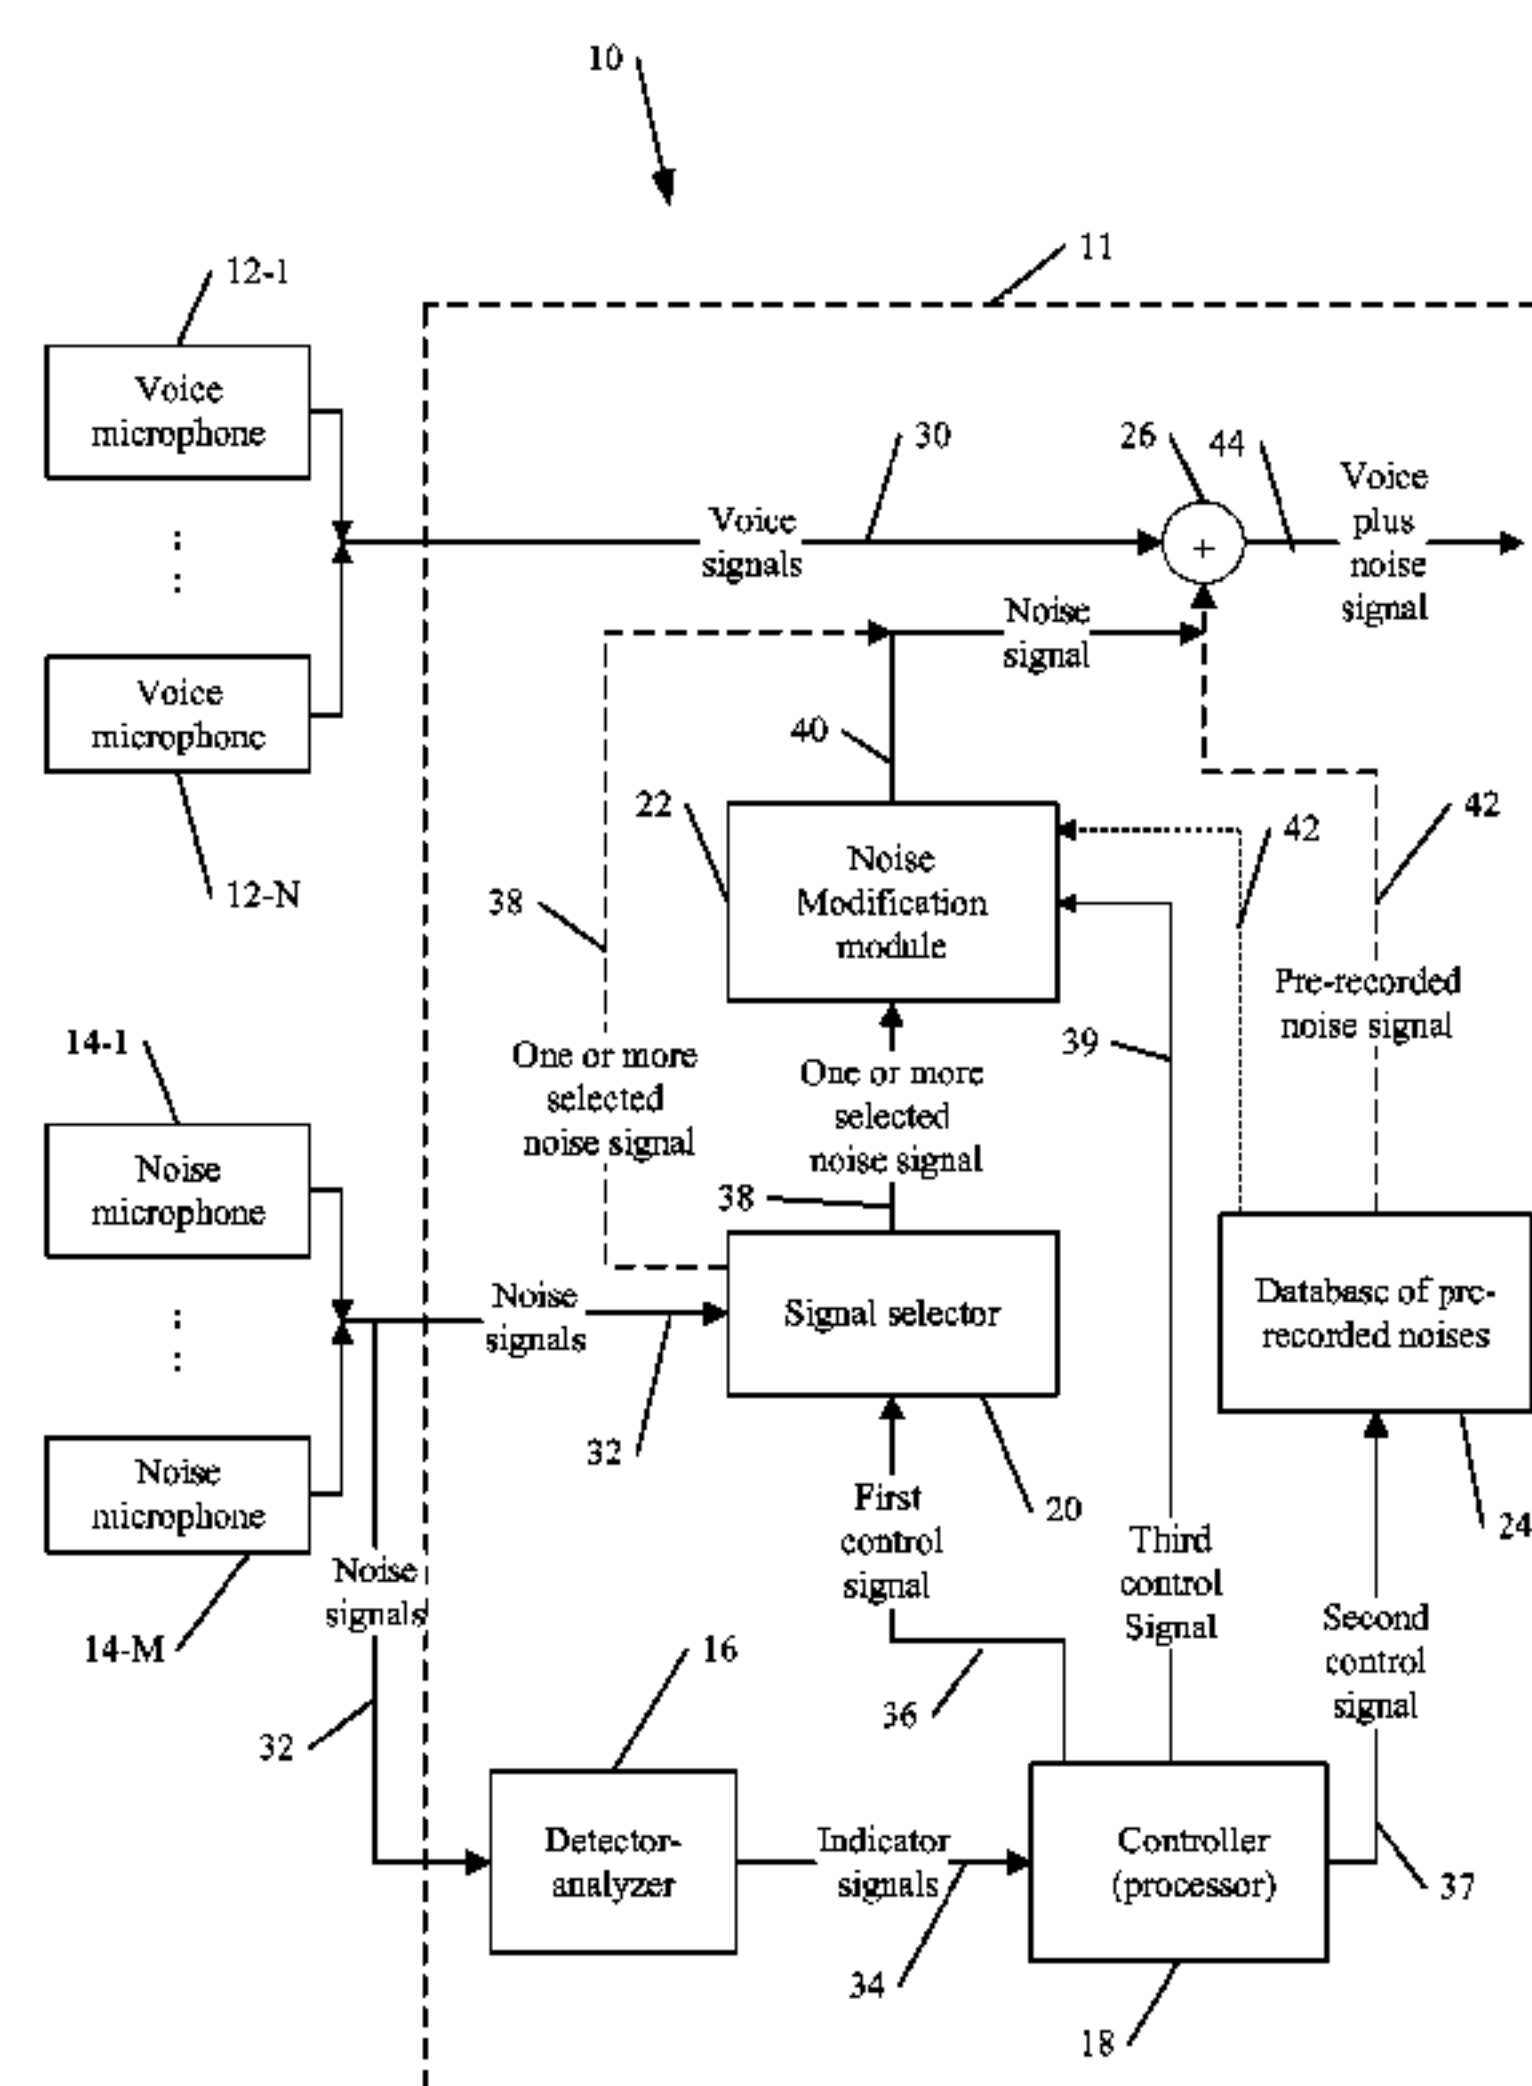 10
11
12-1
Voice
microphone
:
:
Voice
microphone
12-N
30
26
44
Voice
signals
+
Voice
plus
noise
signal
Noise
signal
40
22
Noise
Modification
module
42
42
38
Pre-recorded
noise signal
39
One or more
selected
noise signal
One or more
selected
noise signal
38
14-1
Noise
microphone
:
:
Noise
microphone
14-M
Noise
signals
32
Signal selector
20
Database of pre-
recorded noises
24
Noise
signals
32
First
control
signal
36
Third
control
Signal
Second
control
signal
37
16
Detector-
analyzer
Indicator
signals
34
Controller
(processor)
18